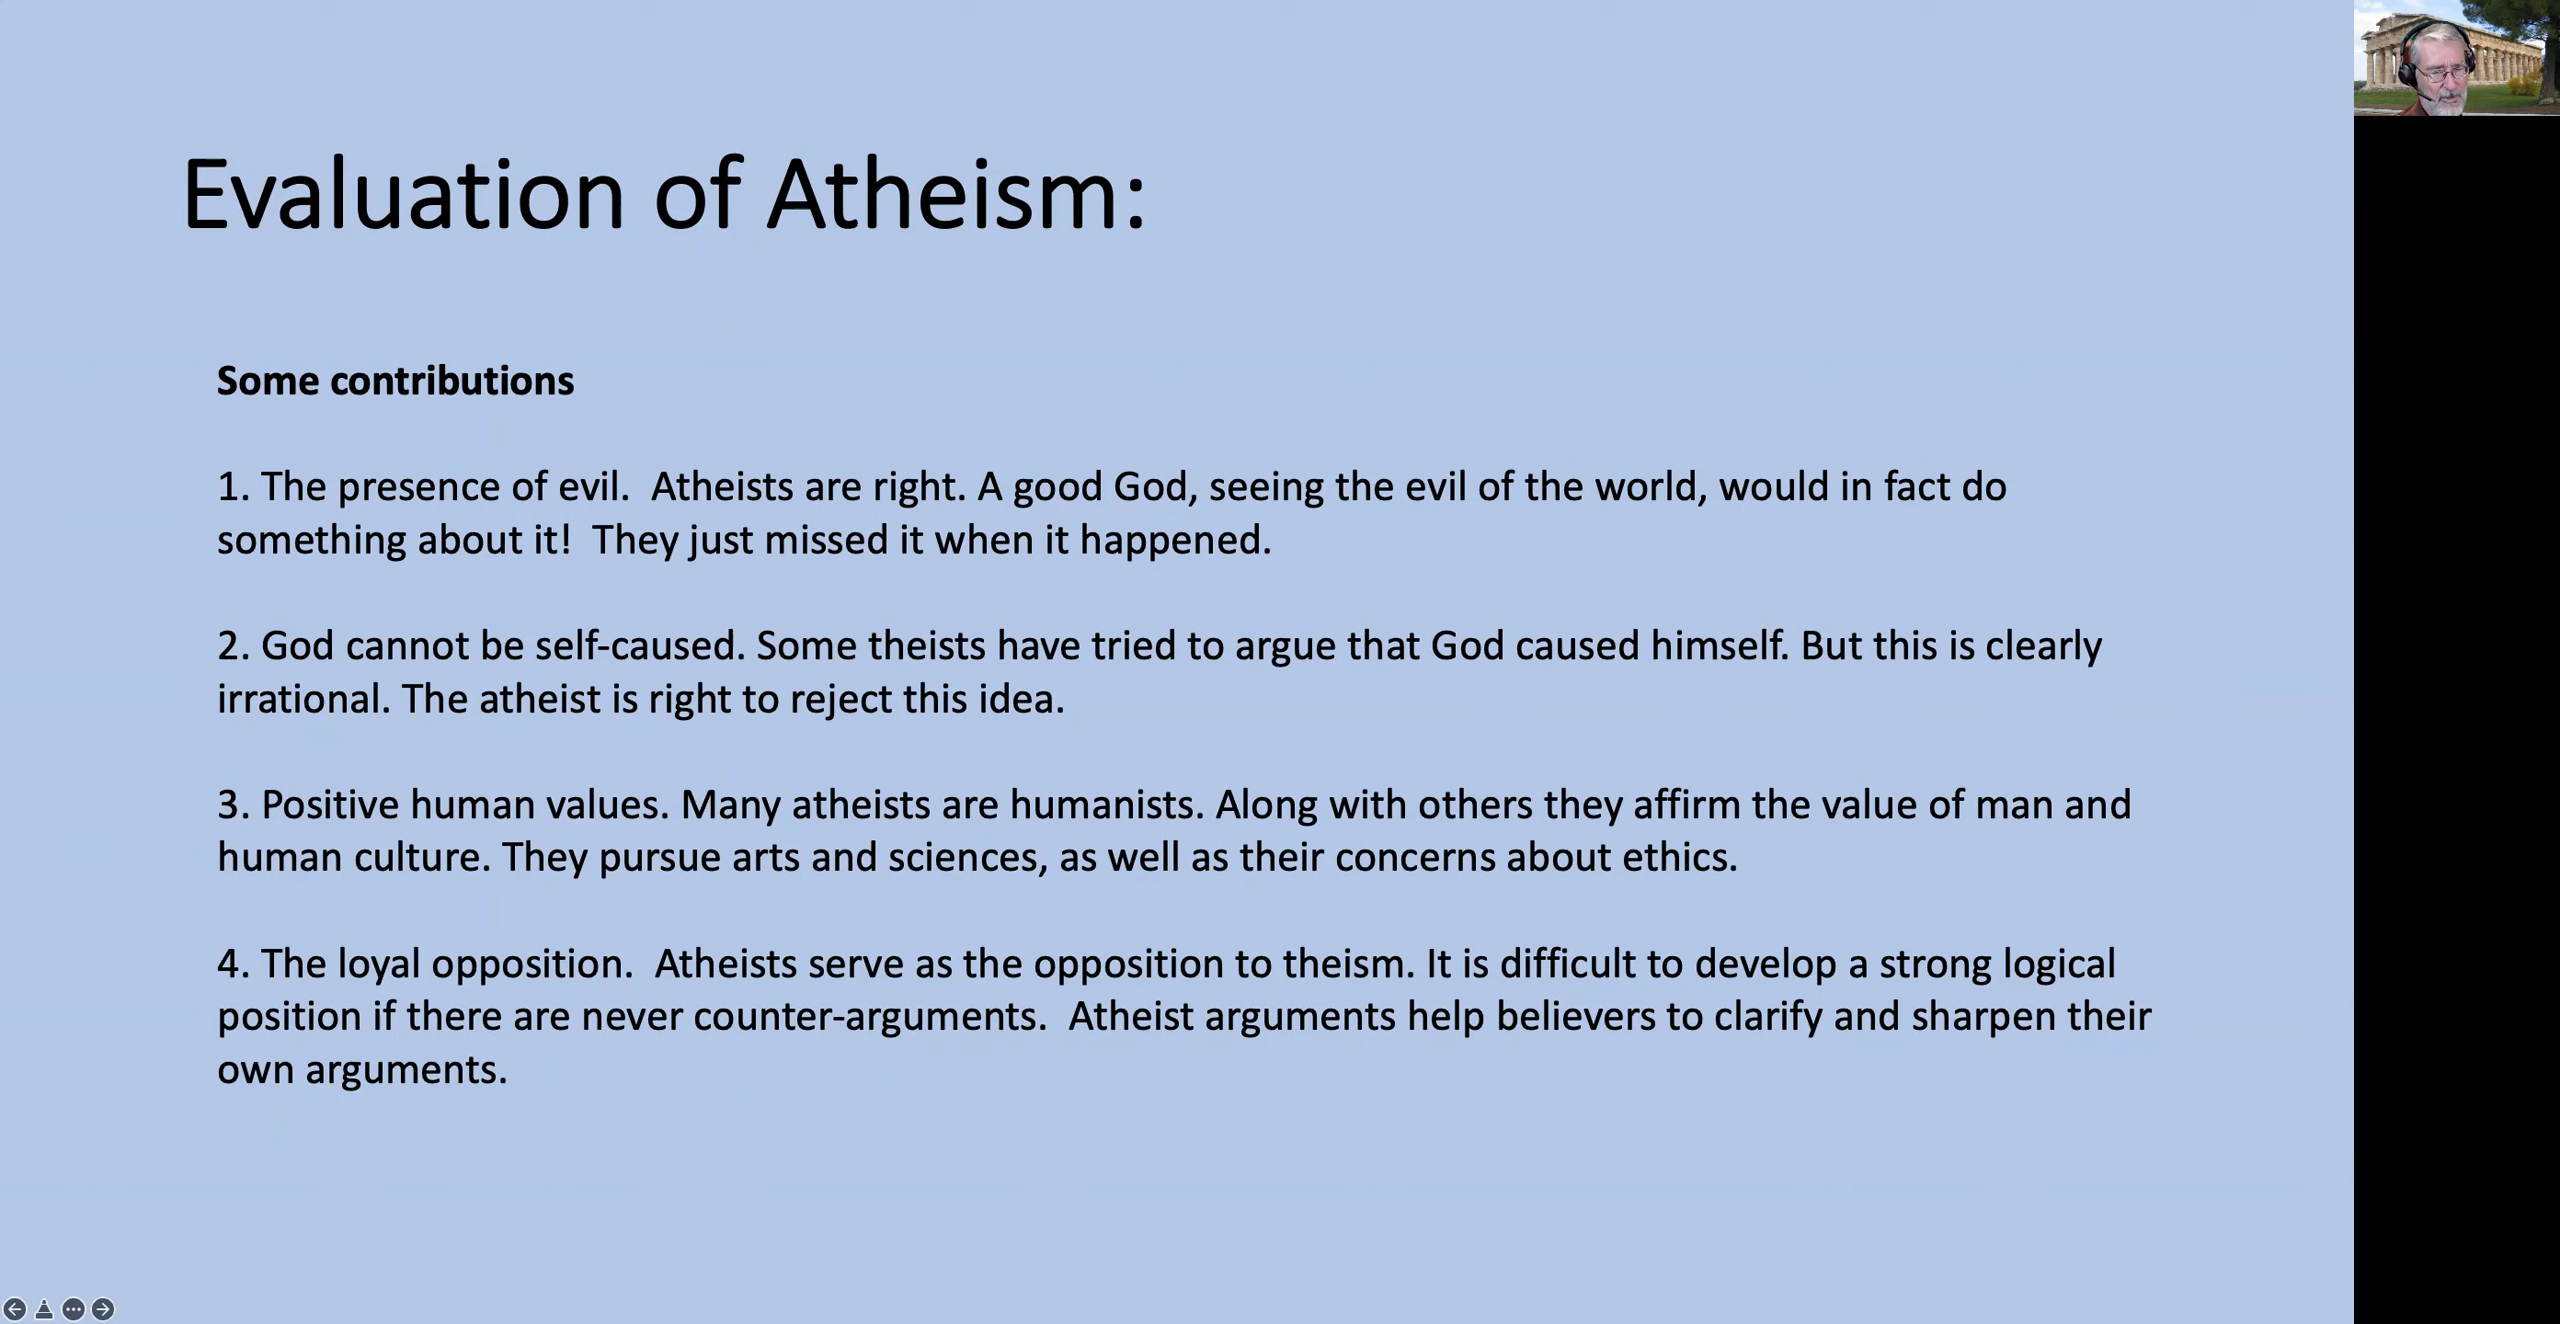 Evaluation of Atheism:
Some contributions
1. The presence of evil.  Atheists are right. A good God, seeing the evil of the world, would in fact do
something about it!  They just missed it when it happened.
2. God cannot be self-caused. Some theists have tried to argue that God caused himself. But this is clearly
irrational. The atheist is right to reject this idea.
3. Positive human values. Many atheists are humanists. Along with others they affirm the value of man and
human culture. They pursue arts and sciences, as well as their concerns about ethics.
4. The loyal opposition.  Atheists serve as the opposition to theism. It is difficult to develop a strong logical
position if there are never counter-arguments.  Atheist arguments help believers to clarify and sharpen their
own arguments.